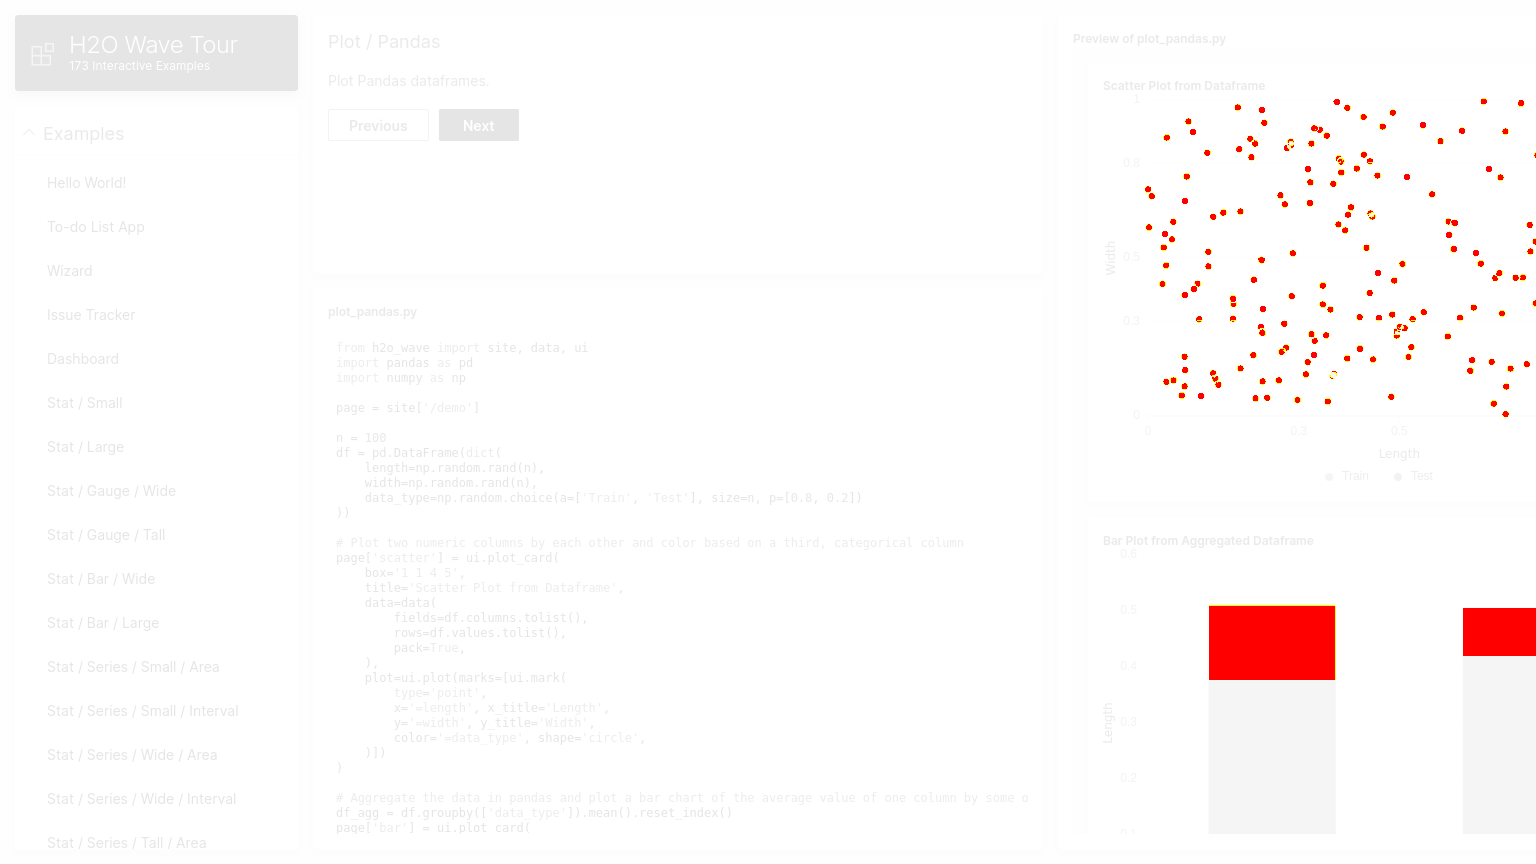 H2O Wave Tour
173 Interactive Examples
Examples
Hello World!
To-do List App
Wizard
Issue Tracker
Dashboard
Stat / Small
Stat / Large
Stat / Gauge / Wide
Stat / Gauge / Tall
Stat / Bar / Wide
Stat / Bar / Large
Stat / Series / Small / Area
Stat / Series / Small / Interval
Stat / Series / Wide / Area
Stat / Series / Wide / Interval
Stat / Series / Tall / Area
Plot / Pandas
Plot Pandas dataframes.
Previous Next
plot_pandas.py
from h2o_wave import site, data, ui
import pandas as pd
import numpy as np
page = site['/demo']
n = 100
df = pd.DataFrame(dict(
length=np.random.rand(n),
width=np.random.rand(n),
data_type=np.random.choice(a=['Train', 'Test'], size=n, p=[0.8, 0.2])
))
# Plot two numeric columns by each other and color based on a third, categorical column
page['scatter'] = ui.plot_card(
box='1 1 4 5',
title='Scatter Plot from Dataframe',
data=data(
fields=df.columns.tolist(),
rows=df.values.tolist(),
pack=True,
),
plot=ui.plot(marks=[ui.mark(
type='point',
x='=length', x_title='Length',
y='=width', y_title='Width',
color='=data_type', shape='circle',
)])
)
# Aggregate the data in pandas and plot a bar chart of the average value of one column by some o
df_agg = df.groupby(['data_type']).mean().reset_index()
page['bar'] = ui.plot_card(
Preview of plot_pandas.py
Scatter Plot from Dataframe
1
0.8
0.5
0.3
0
Width
0 0.3 0.5
Length
Train Test
Bar Plot from Aggregated Dataframe
0.6
0.5
0.4
0.3
0.2
0.1
Length